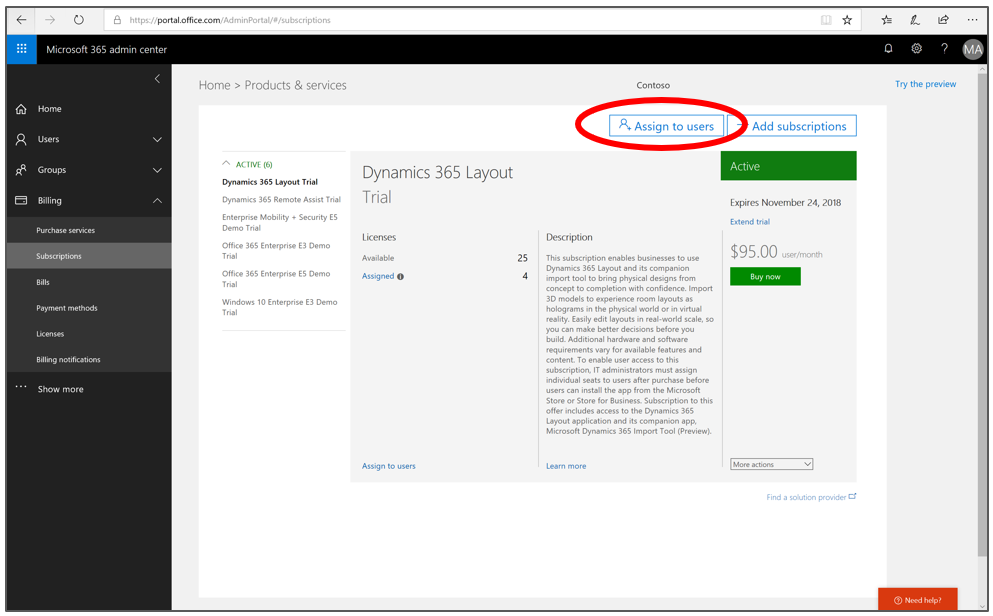 https://portal.office.com/AdminPortal/#/subscriptions
Microsoft 365 admin center
MA
Home
Users
Groups
Billing
Purchase services
Subscriptions
Bills
Payment methods
Licenses
Billing notifications
Show more
Home > Products & services
Contoso
Try the preview
Assign to users
Add subscriptions
ACTIVE (6)
Dynamics 365 Layout Trial
Dynamics 365 Remote Assist Trial
Enterprise Mobility + Security E5
Demo Trial
Office 365 Enterprise E3 Demo
Trial
Office 365 Enterprise E5 Demo
Trial
Windows 10 Enterprise E3 Demo
Trial
Dynamics 365 Layout
Trial
Licenses
Available 25
Assigned 4
Assign to users
Description
This subscription enables businesses to use
Dynamics 365 Layout and its companion
import tool to bring physical designs from
concept to completion with confidence. Import
3D models to experience room layouts as
holograms in the physical world or in virtual
reality. Easily edit layouts in real-world scale, so
you can make better decisions before you
build. Additional hardware and software
requirements vary for available features and
content. To enable user access to this
subscription, IT administrators must assign
individual seats to users after purchase before
users can install the app from the Microsoft
Store or Store for Business. Subscription to this
offer includes access to the Dynamics 365
Layout application and its companion app,
Microsoft Dynamics 365 Import Tool (Preview).
Learn more
Active
Expires November 24, 2018
Extend trial
$95.00 user/month
Buy now
More actions
Find a solution provider
Need help?